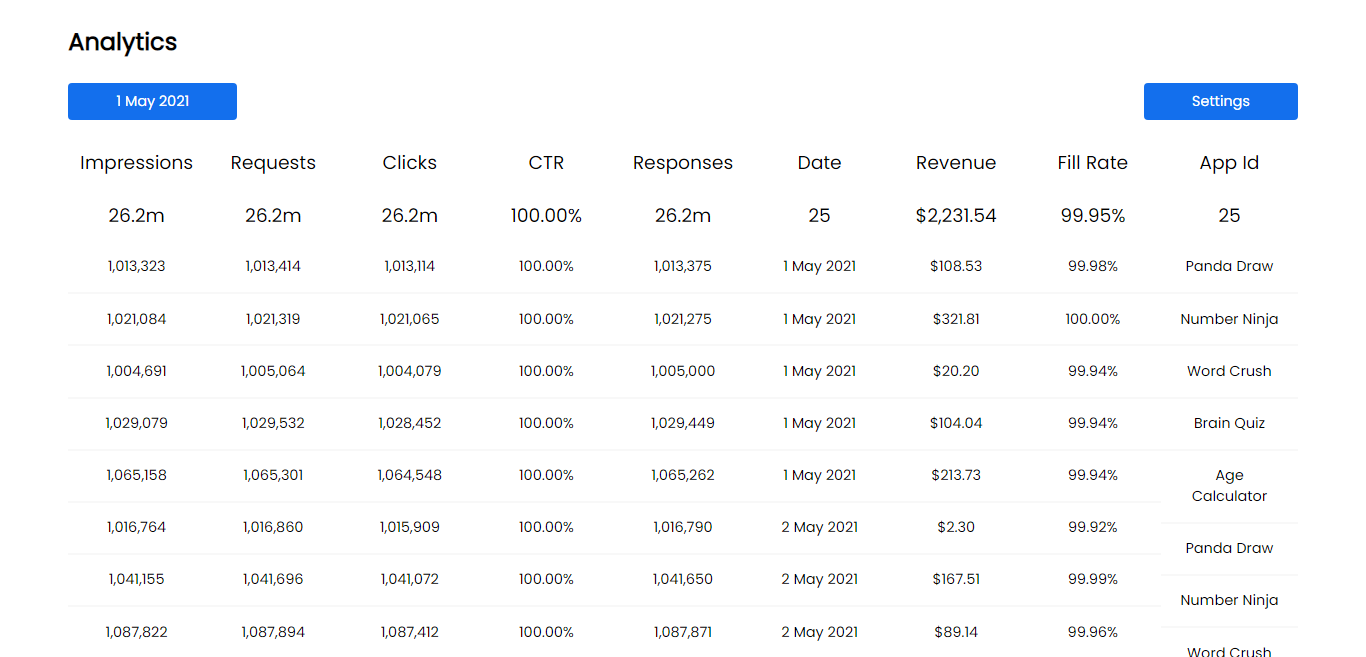 Analytics
1 May 2021 Settings
Impressions Requests Clicks CTR Responses Date Revenue Fill Rate App Id
26.2m 26.2m 26.2m 100.00% 26.2m 25 $2,231.54 99.95% 25
1,013,323 1,013,414 1,013,114 100.00% 1,013,375 1 May 2021 $108.53 99.98% Panda Draw
1,021,084 1,021,319 1,021,065 100.00% 1,021,275 1 May 2021 $321.81 100.00% Number Ninja
1,004,691 1,005,064 1,004,079 100.00% 1,005,000 1 May 2021 $20.20 99.94% Word Crush
1,029,079 1,029,532 1,028,452 100.00% 1,029,449 1 May 2021 $104.04 99.94% Brain Quiz
1,065,158 1,065,301 1,064,548 100.00% 1,065,262 1 May 2021 $213.73 99.94% Age
Calculator
1,016,764 1,016,860 1,015,909 100.00% 1,016,790 2 May 2021 $2.30 99.92%
Panda Draw
1,041,155 1,041,696 1,041,072 100.00% 1,041,650 2 May 2021 $167.51 99.99%
Number Ninja
1,087,822 1,087,894 1,087,412 100.00% 1,087,871 2 May 2021 $89.14 99.96%
Word Crush